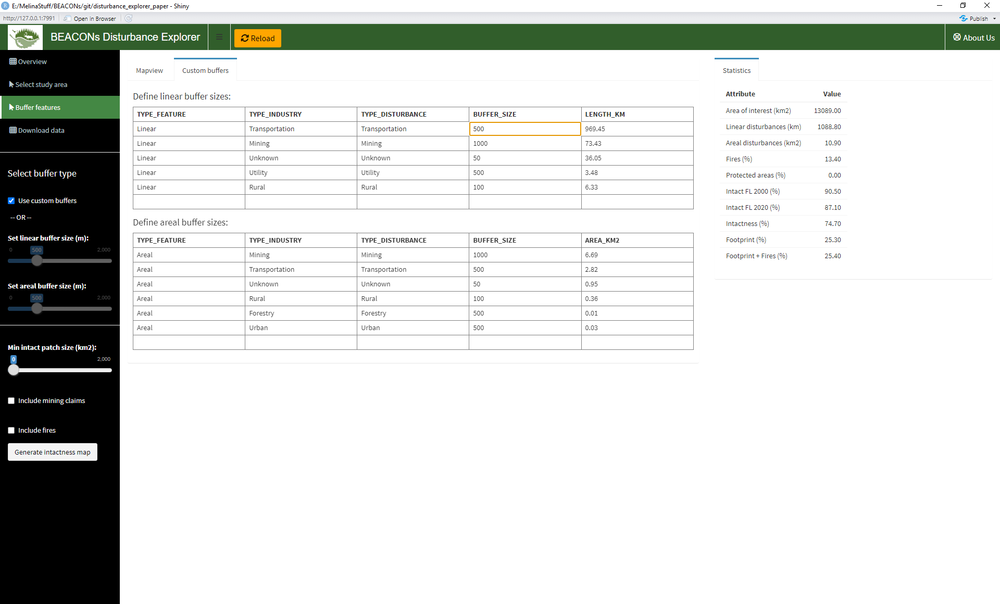 E:/MelinaStuff/BEACONs/git/disturbance_explorer_paper - Shiny
http://127.0.0.1:7991 Open in Browser Publish
BEACONs Disturbance Explorer Reload About Us
Overview
Select study area
Buffer features
Download data
Select buffer type
Use custom buffers
-- OR --
Set linear buffer size (m):
0 500 2,000
Set areal buffer size (m):
0 500 2,000
Min intact patch size (km2):
0 2,000
Include mining claims
Include fires
Generate intactness map
Mapview Custom buffers
Define linear buffer sizes:
TYPE_FEATURE TYPE_INDUSTRY TYPE_DISTURBANCE BUFFER_SIZE LENGTH_KM
Linear Transportation Transportation 500 969.45
Linear Mining Mining 1000 73.43
Linear Unknown Unknown 50 36.05
Linear Utility Utility 500 3.48
Linear Rural Rural 100 6.33
Define areal buffer sizes:
TYPE_FEATURE TYPE_INDUSTRY TYPE_DISTURBANCE BUFFER_SIZE AREA_KM2
Areal Mining Mining 1000 6.69
Areal Transportation Transportation 500 2.82
Areal Unknown Unknown 50 0.95
Areal Rural Rural 100 0.36
Areal Forestry Forestry 500 0.01
Areal Urban Urban 500 0.03
Statistics
Attribute Value
Area of interest (km2) 13089.00
Linear disturbances (km) 1088.80
Areal disturbances (km2) 10.90
Fires (%) 13.40
Protected areas (%) 0.00
Intact FL 2000 (%) 90.50
Intact FL 2020 (%) 87.10
Intactness (%) 74.70
Footprint (%) 25.30
Footprint + Fires (%) 25.40